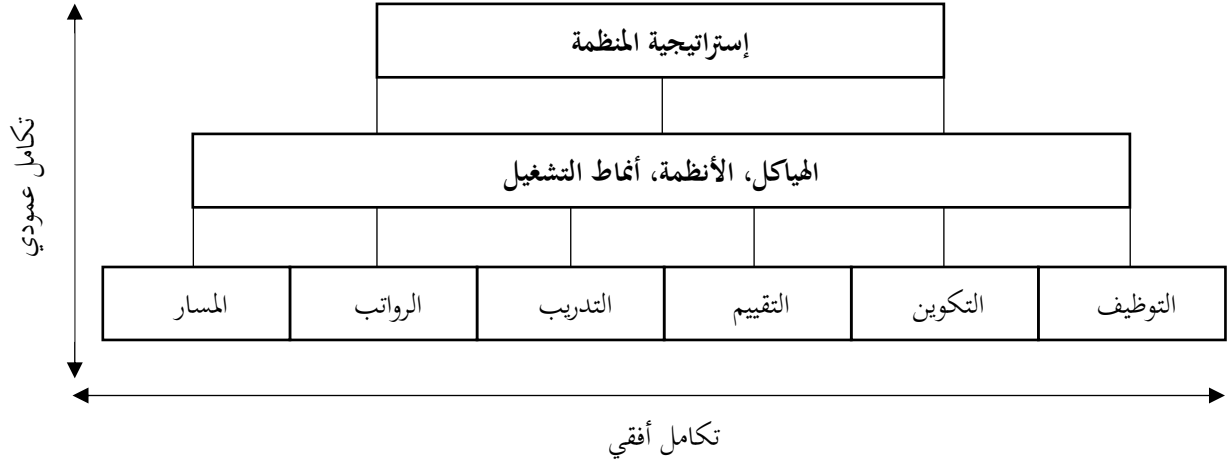 إستراتيجية المنظمة
الهياكل، الأنظمة، أنماط التشغيل
التوظيف
التكوين
التقييم
التدريب
الرواتب
المسار
تكامل عمودي
تكامل أفقي